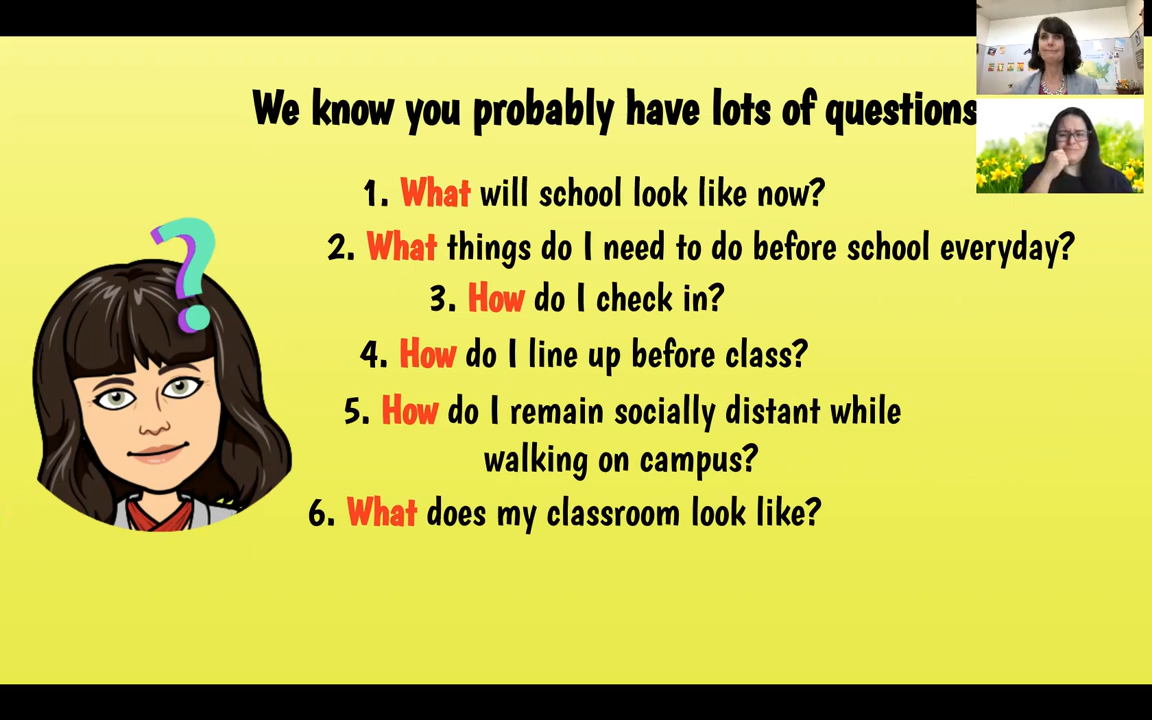 We know you probably have lots of questions
1. What will school look like now?
2. What things do I need to do before school everyday?
3. How do I check in?
4. How do I line up before class?
5. How do I remain socially distant while
walking on campus?
6. What does my classroom look like?
?